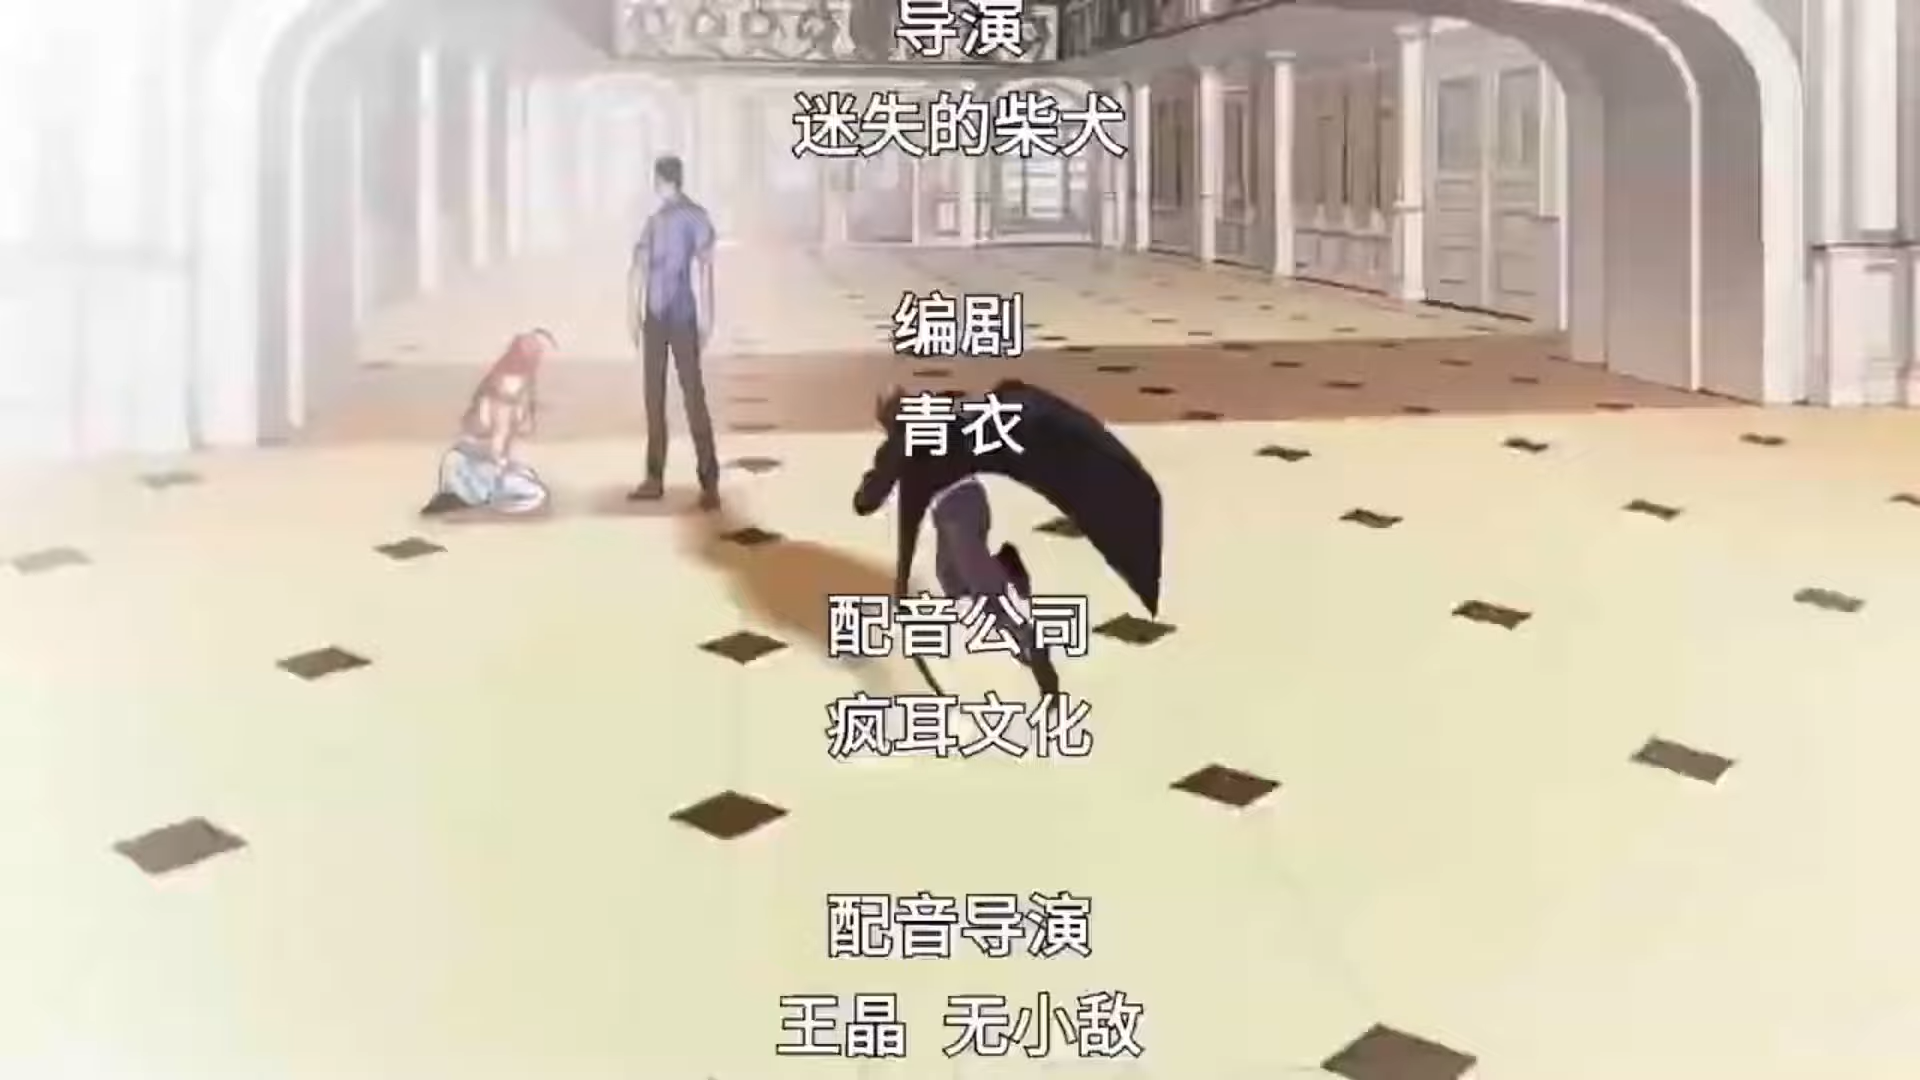 导演
迷失的柴犬
编剧
青衣
配音公司
疯耳文化
配音导演
王晶 无小敌